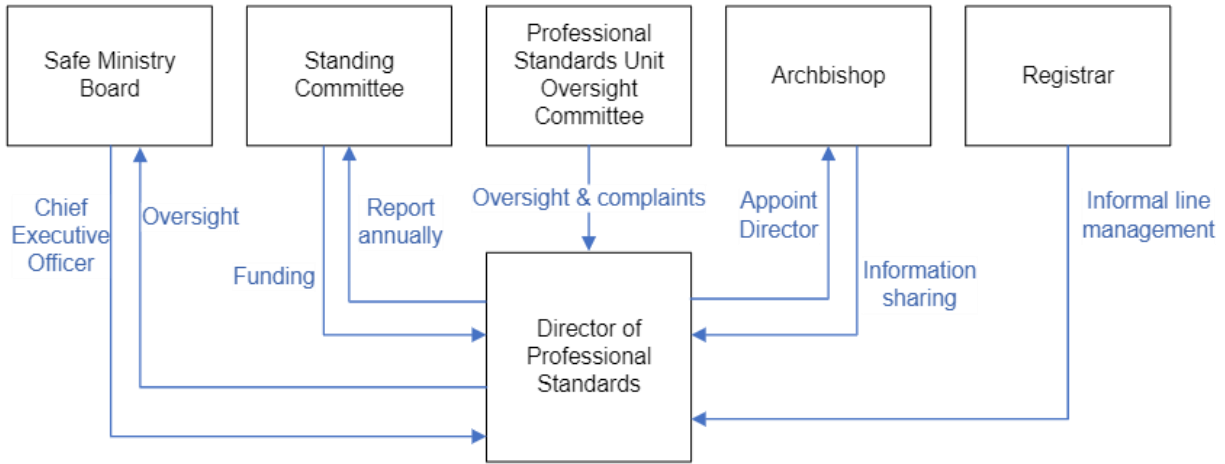 Safe Ministry
Board
Standing
Committee
Professional
Standards Unit
Oversight
Committee
Archbishop
Registrar
Chief
Executive
Officer
Oversight
Report
annually
Funding
Oversight & complaints
Appoint
Director
Information
sharing
Informal line
management
Director of
Professional
Standards